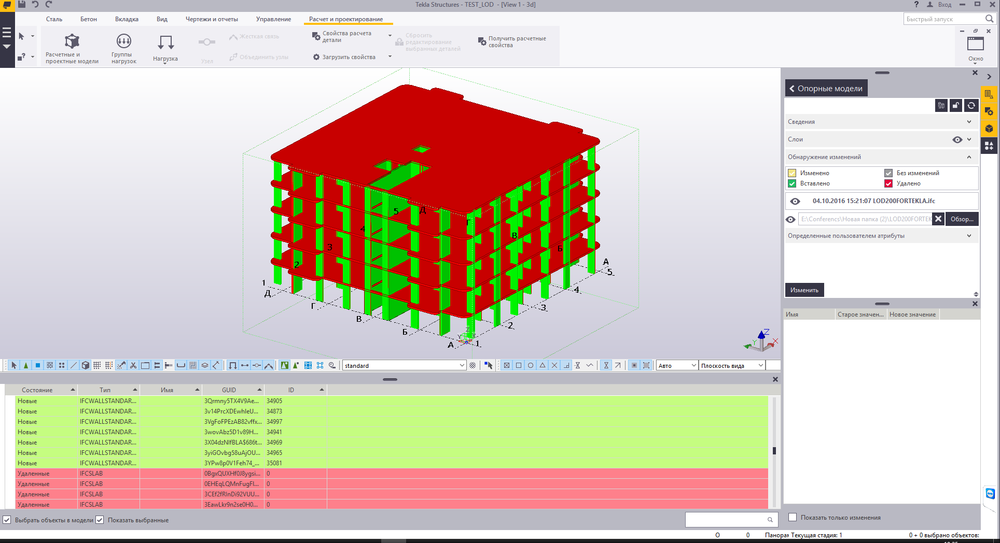 Tekla Structures - TEST_LOD - [View 1 - 3d]
? Вход
Сталь Бетон Вкладка Вид Чертежи и отчеты Управление Расчет и проектирование
Быстрый запуск
Расчетные и
проектные модели
Группы
нагрузок
Нагрузка
Узел
Жесткая связь
Объединить узлы
Свойства расчета
детали
Загрузить свойства
Сбросить
редактирование
выбранных деталей
Получить расчетные
свойства
Окно
Опорные модели
Сведения
Слои
Обнаружение изменений
Изменено Без изменений
Вставлено Удалено
04.10.2016 15:21:07 LOD200FORTEKLA.ifc
E:\Conferencs\Новая папка (2)\LOD200FORTEK
Обзор...
Определенные пользователем атрибуты
Изменить
Имя Старое значен... Новое значение
5 Д
Г
4
В
3
Б
2
А
5
1
Д
4
Г
3
В
2
Б
А 1
Z
Y X
Z
Y X
standard
Авто
Плоскость вида
Состояние Тип Имя GUID ID
Новые IFCWALLSTANDAR... 3Qrmny5TX4V9Ae... 34905
Новые IFCWALLSTANDAR... 3v14PrcXDEwhIeU... 34873
Новые IFCWALLSTANDAR... 3VgFoFPEzAB82vffx... 34997
Новые IFCWALLSTANDAR... 3wovAbz5D1v89H... 34941
Новые IFCWALLSTANDAR... 3X04dzNIfBLA$686t... 34969
Новые IFCWALLSTANDAR... 3yiGOvbg58uAjOU... 34965
Новые IFCWALLSTANDAR... 3YPw8p0V1Feh74_... 35081
Удаленные IFCSLAB 0BgxQUXHf0J8ygsi... 0
Удаленные IFCSLAB 0EHEqLQMnFugFI... 0
Удаленные IFCSLAB 3CEf2fRInDi92VUU... 0
Удаленные IFCSLAB 3EawLkr9n2se0H0... 0
Выбрать объекты в модели Показать выбранные
Показать только изменения
O 0 Панорам Текущая стадия: 1 0 + 0 выбрано объектов: